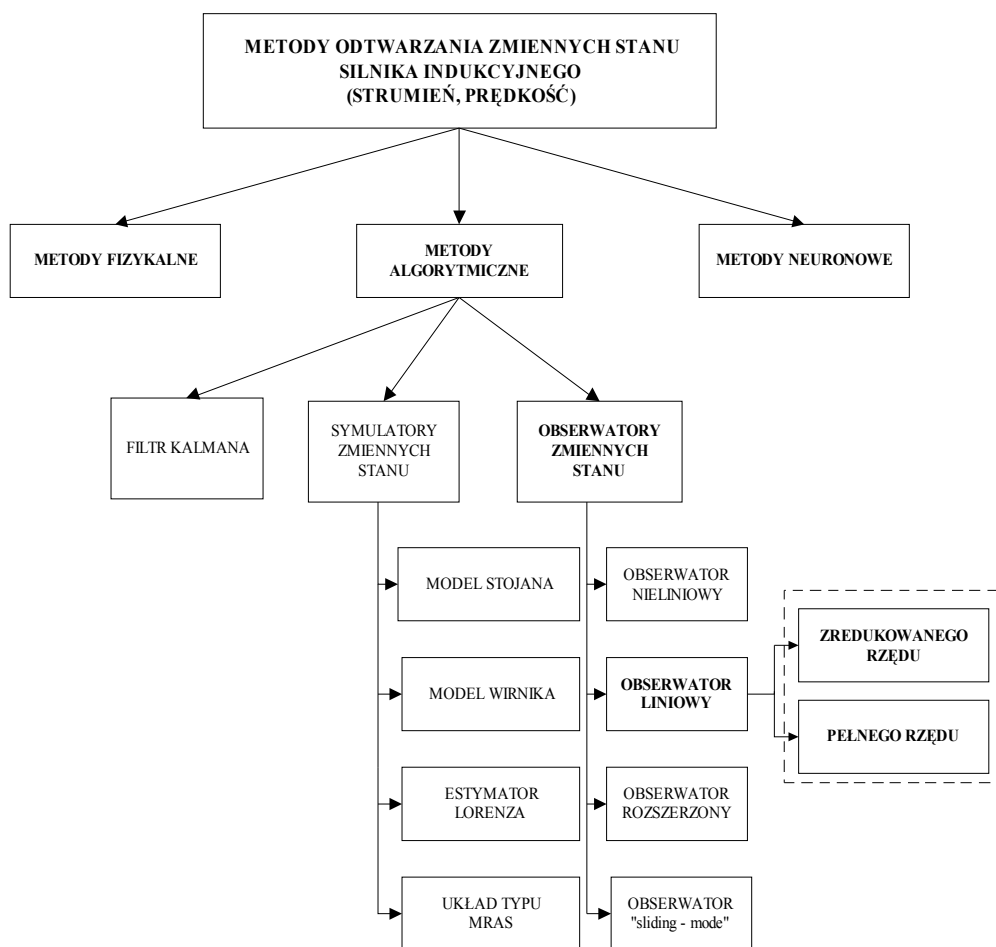 METODY ODTWARZANIA ZMIENNYCH STANU
SILNIKA INDUKCYJNEGO
(STRUMIEŃ, PRĘDKOŚĆ)
METODY FIZYKALNE
METODY
ALGORYTMICZNE
METODY NEURONOWE
FILTR KALMANA
SYMULATORY
ZMIENNYCH
STANU
OBSERWATORY
ZMIENNYCH
STANU
MODEL STOJANA
OBSERWATOR
NIELINIOWY
ZREDUKOWANEGO
RZĘDU
MODEL WIRNIKA
OBSERWATOR
LINIOWY
PEŁNEGO RZĘDU
ESTYMATOR
LORENZA
OBSERWATOR
ROZSZERZONY
UKŁAD TYPU
MRAS
OBSERWATOR
"sliding - mode"